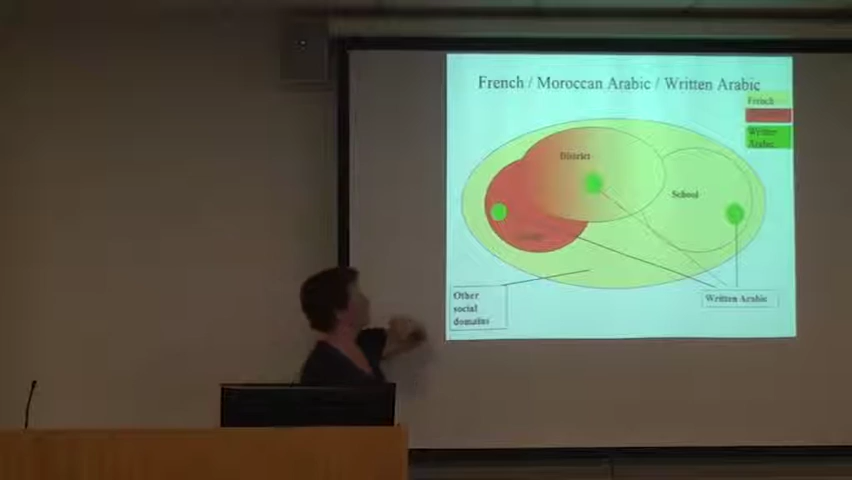 French / Moroccan Arabic / Written Arabic
French
Written
Arabic
District
School
Other
social
domains
Written Arabic